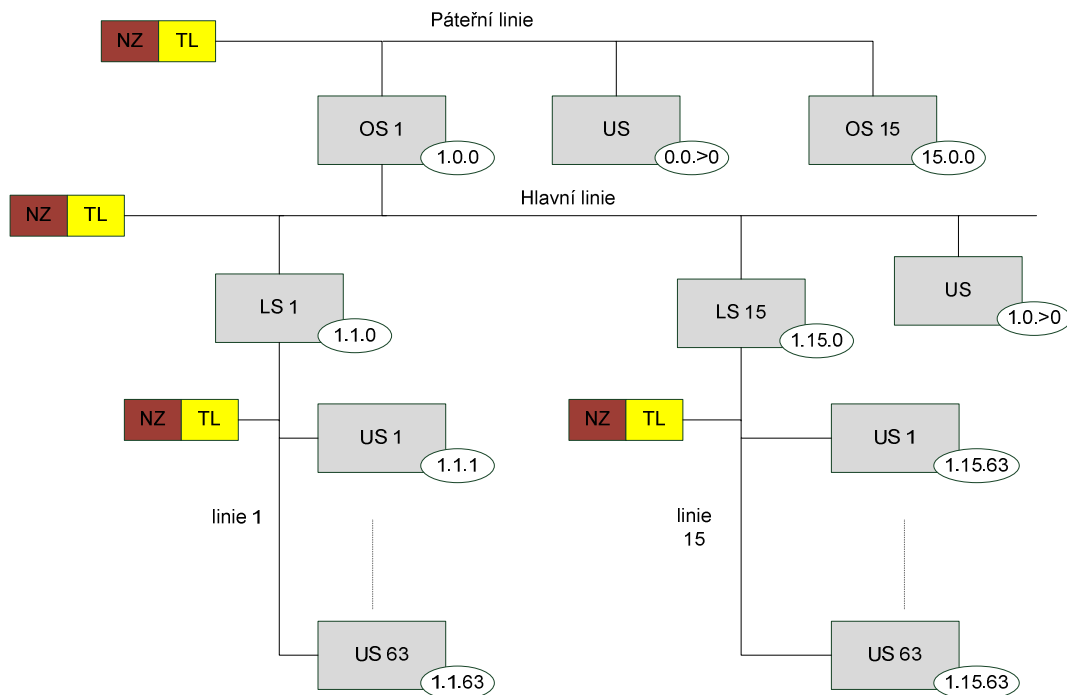 Páteřní linie
NZ TL
OS 1
1.0.0
US
0.0.>0
OS 15
15.0.0
Hlavní linie
NZ TL
LS 1
1.1.0
LS 15
1.15.0
US
1.0.>0
NZ TL
US 1
1.1.1
NZ TL
US 1
1.15.63
linie 1
linie
15
US 63
1.1.63
US 63
1.15.63